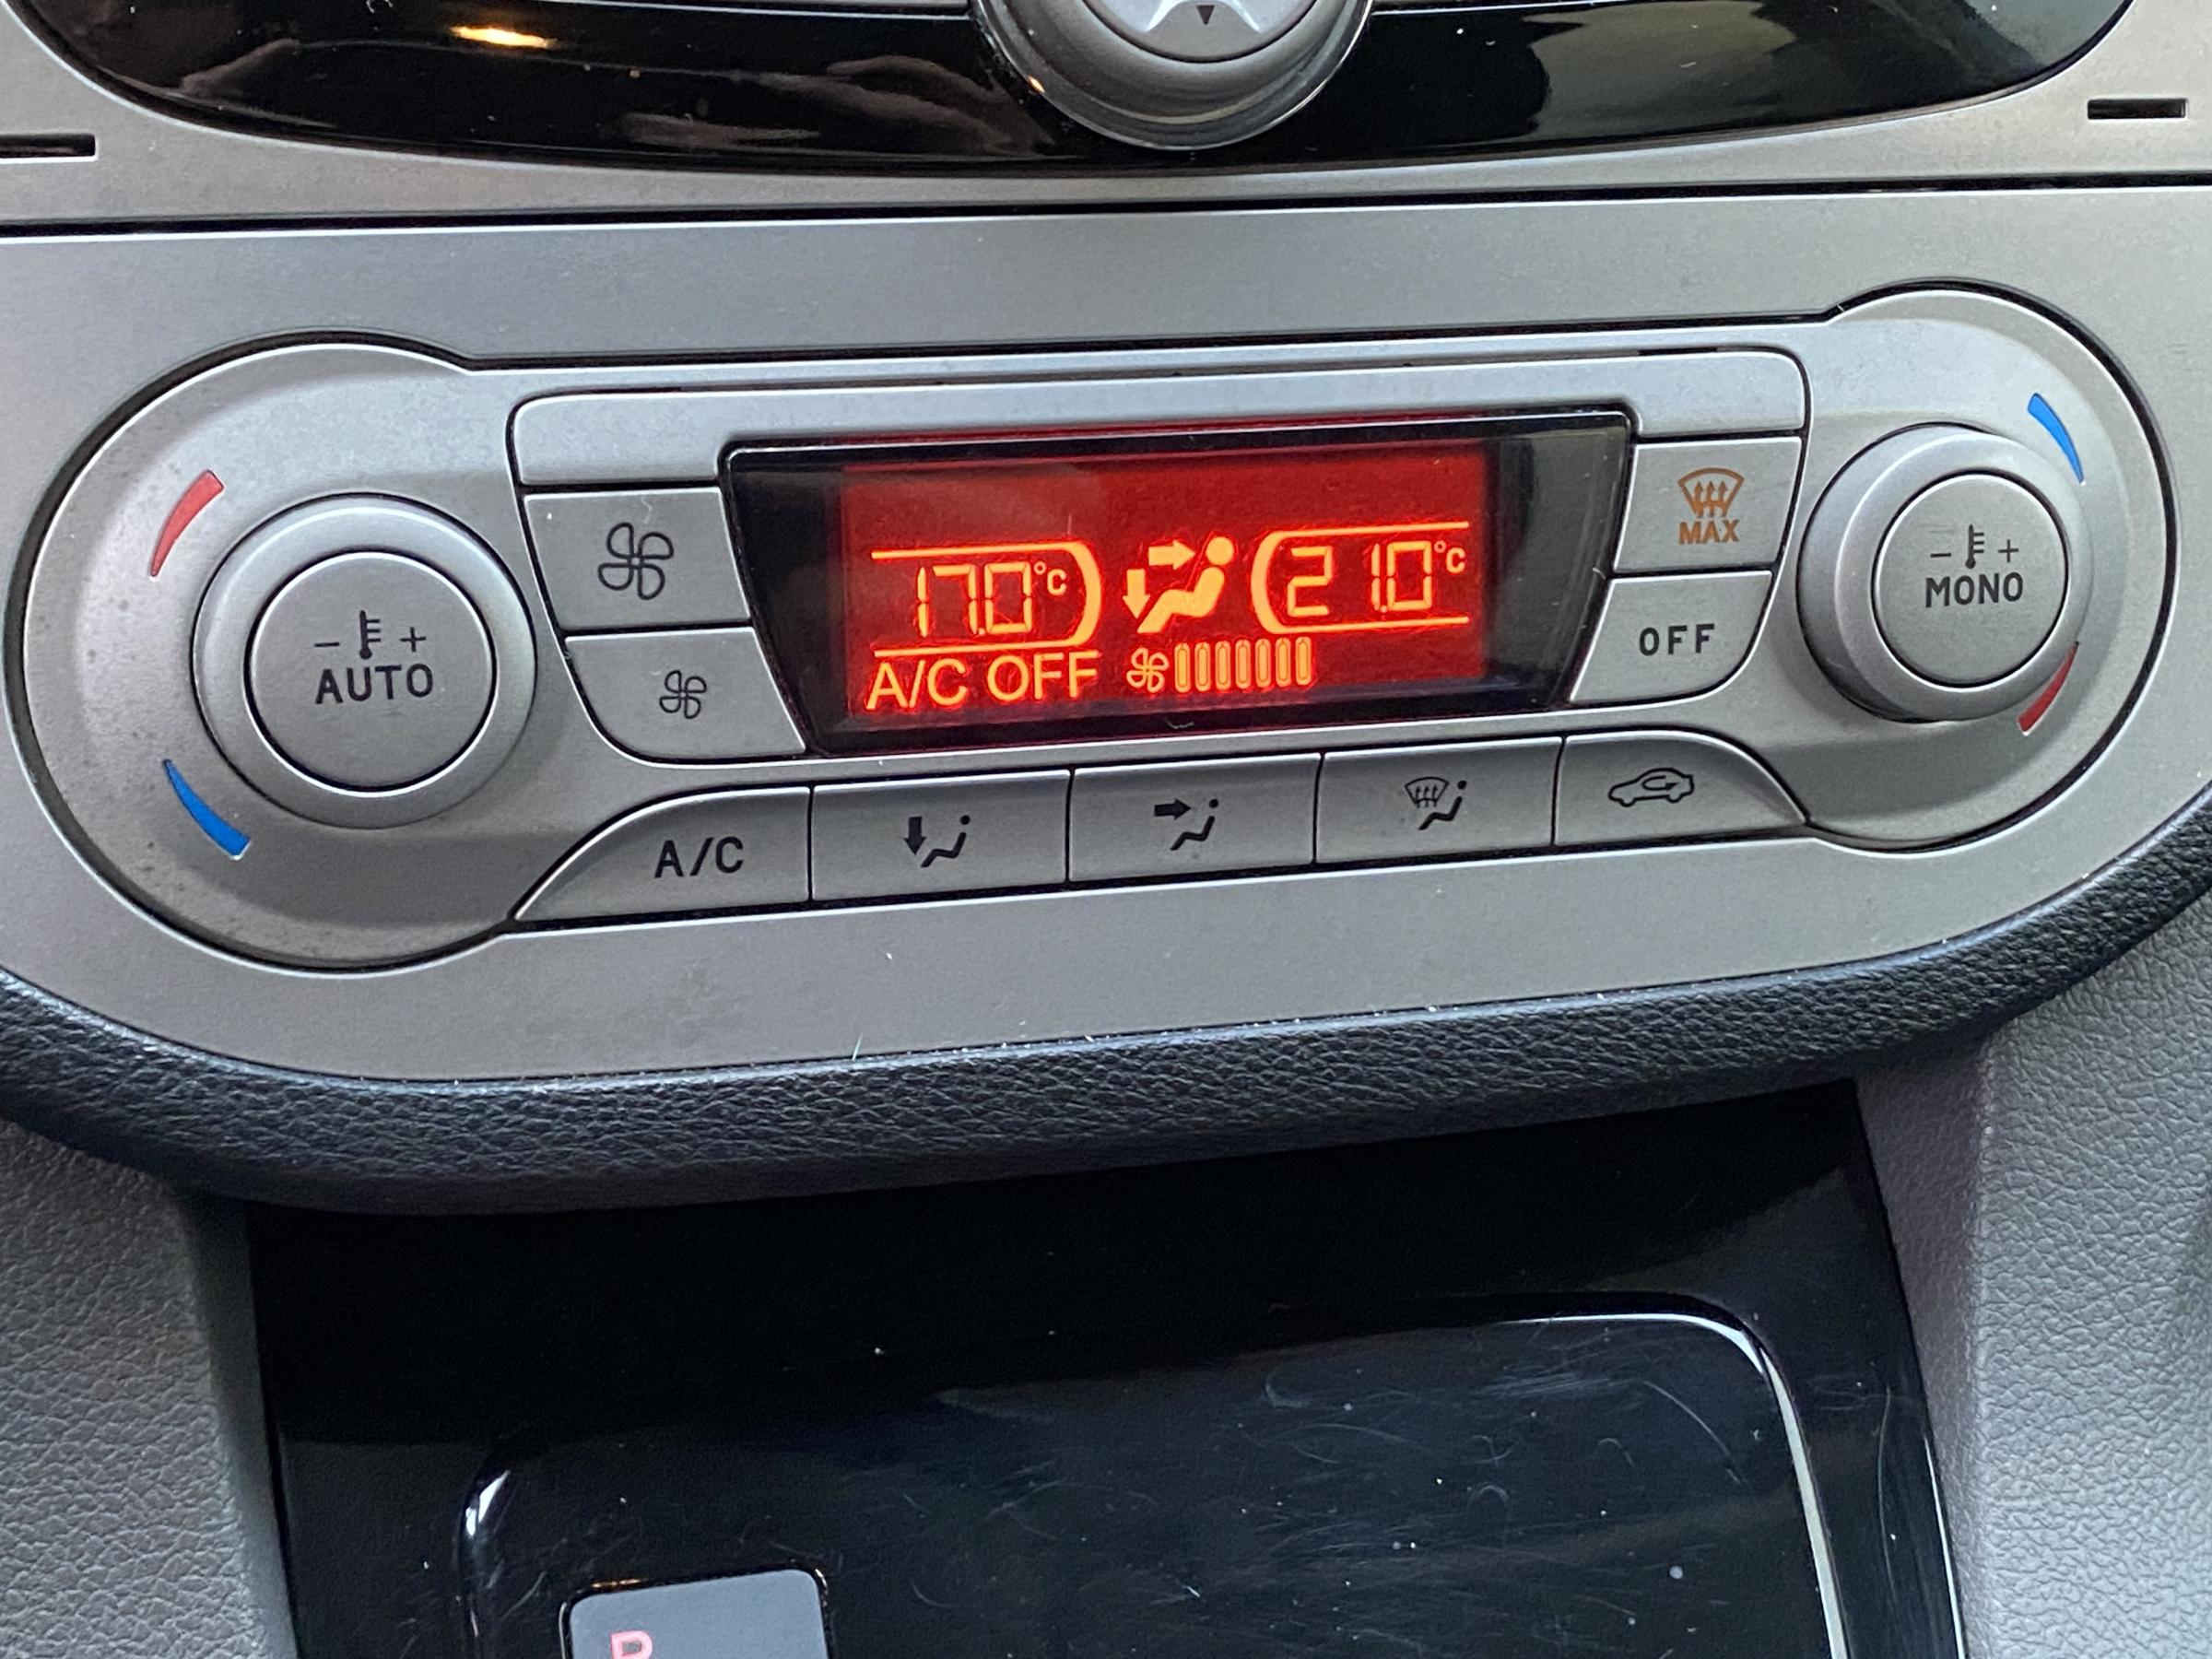 MAX
17.0°C
21.0°C
OFF
- +
MONO
- +
AUTO
A/C OFF
A/C
P